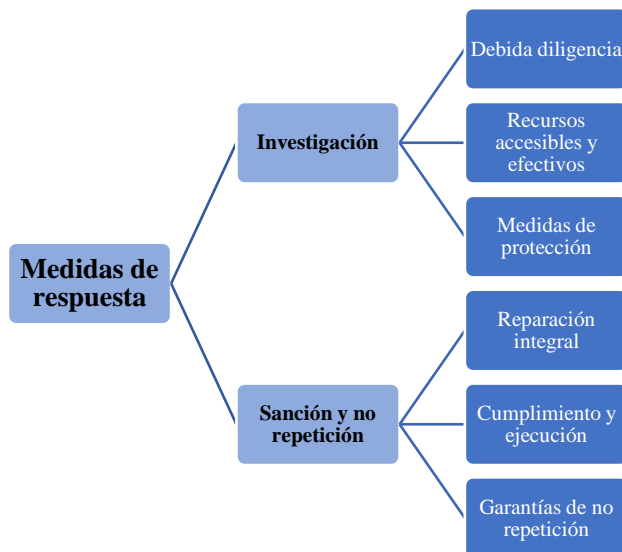 Medidas de
respuesta
Investigación
Debida diligencia
Recursos
accesibles y
efectivos
Medidas de
protección
Sanción y no
repetición
Reparación
integral
Cumplimiento y
ejecución
Garantías de no
repetición